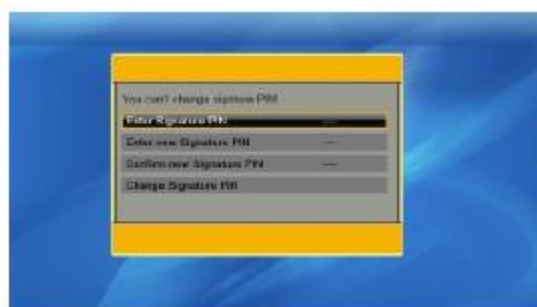 You can't change signature PIN
Enter Signature PIN ----
Enter new Signature PIN ----
Confirm new Signature PIN ----
Change Signature PIN